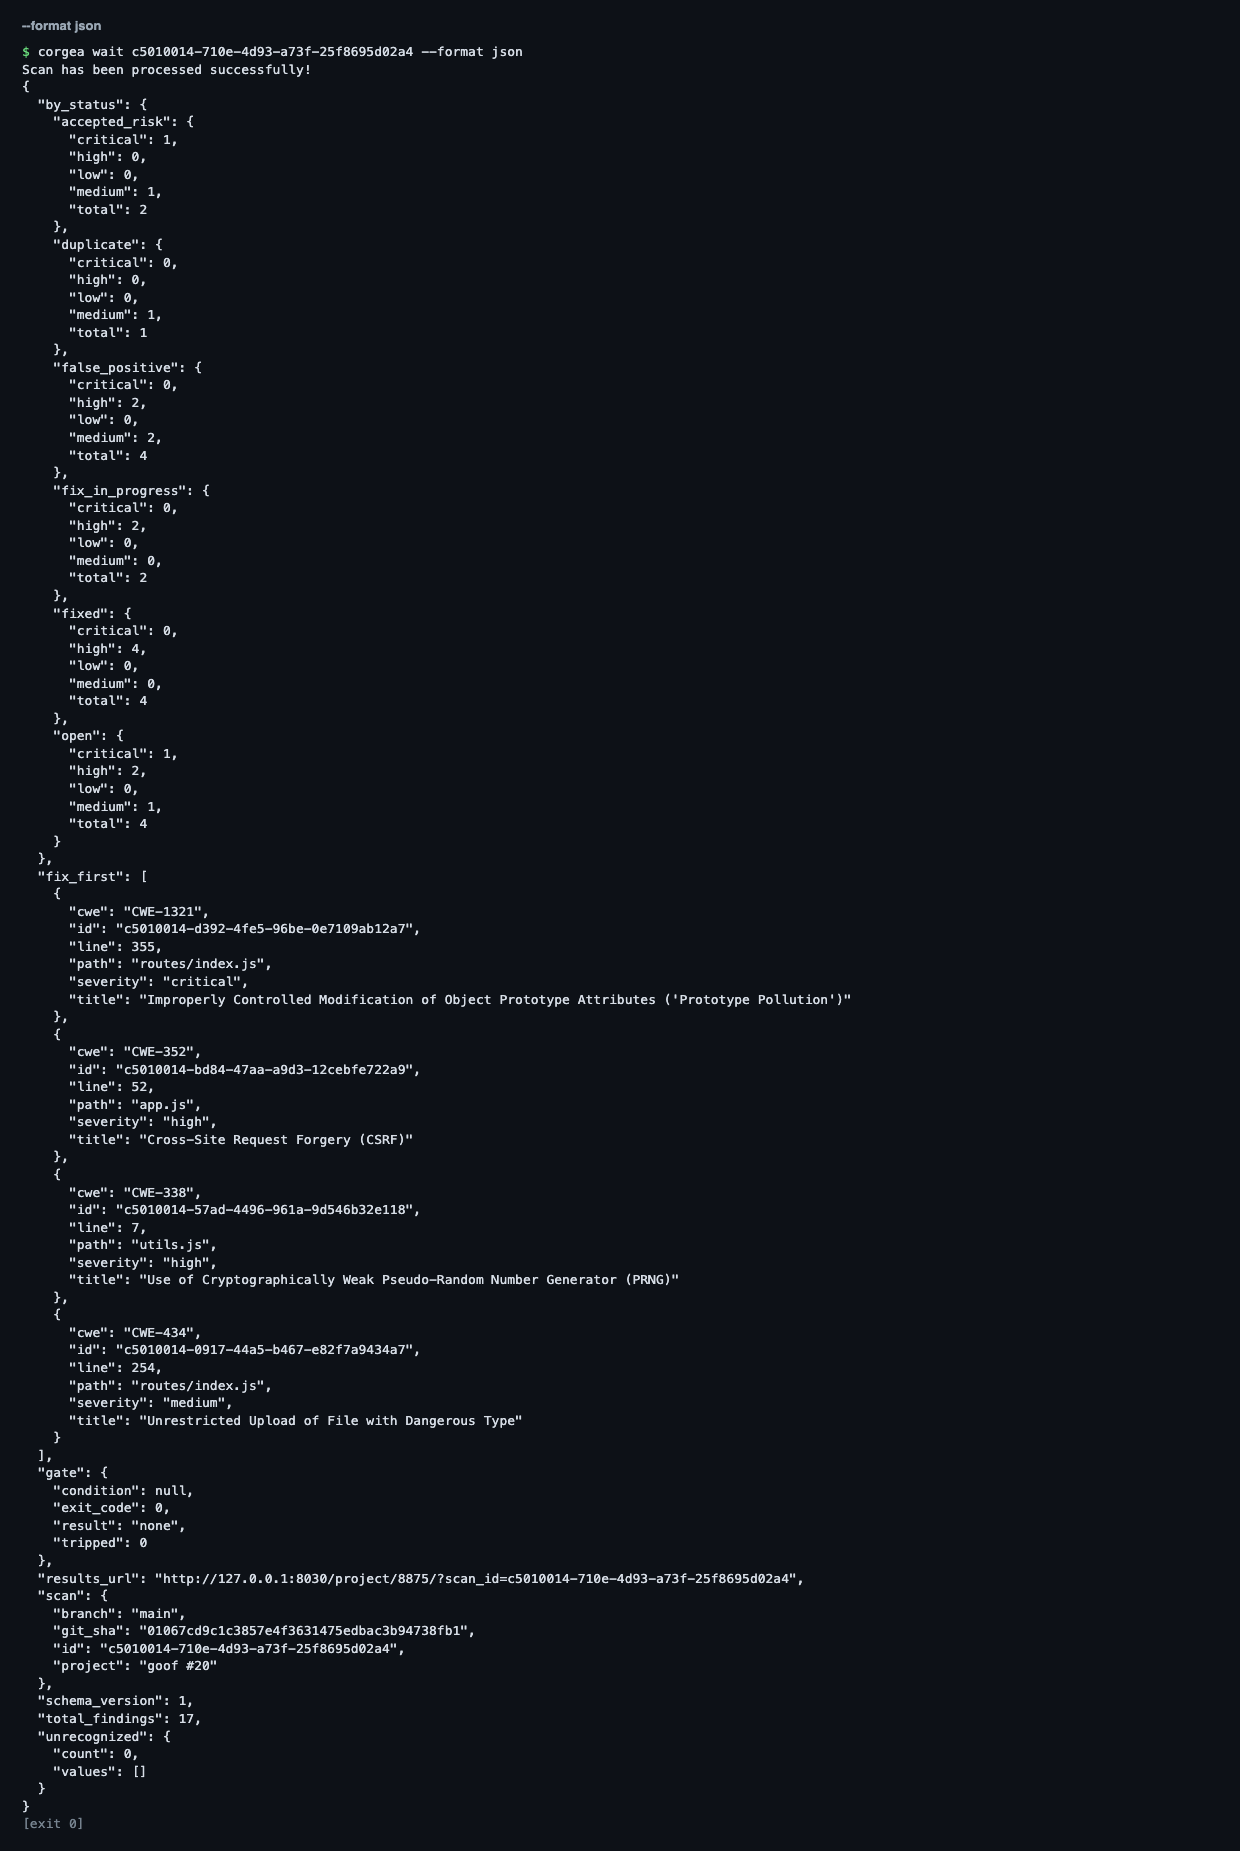 --format json
$ corgea wait c5010014-710e-4d93-a73f-25f8695d02a4 --format json
Scan has been processed successfully!
{
  "by_status": {
    "accepted_risk": {
      "critical": 1,
      "high": 0,
      "low": 0,
      "medium": 1,
      "total": 2
    },
    "duplicate": {
      "critical": 0,
      "high": 0,
      "low": 0,
      "medium": 1,
      "total": 1
    },
    "false_positive": {
      "critical": 0,
      "high": 2,
      "low": 0,
      "medium": 2,
      "total": 4
    },
    "fix_in_progress": {
      "critical": 0,
      "high": 2,
      "low": 0,
      "medium": 0,
      "total": 2
    },
    "fixed": {
      "critical": 0,
      "high": 4,
      "low": 0,
      "medium": 0,
      "total": 4
    },
    "open": {
      "critical": 1,
      "high": 2,
      "low": 0,
      "medium": 1,
      "total": 4
    }
  },
  "fix_first": [
    {
      "cwe": "CWE-1321",
      "id": "c5010014-d392-4fe5-96be-0e7109ab12a7",
      "line": 355,
      "path": "routes/index.js",
      "severity": "critical",
      "title": "Improperly Controlled Modification of Object Prototype Attributes ('Prototype Pollution')"
    },
    {
      "cwe": "CWE-352",
      "id": "c5010014-bd84-47aa-a9d3-12cebfe722a9",
      "line": 52,
      "path": "app.js",
      "severity": "high",
      "title": "Cross-Site Request Forgery (CSRF)"
    },
    {
      "cwe": "CWE-338",
      "id": "c5010014-57ad-4496-961a-9d546b32e118",
      "line": 7,
      "path": "utils.js",
      "severity": "high",
      "title": "Use of Cryptographically Weak Pseudo-Random Number Generator (PRNG)"
    },
    {
      "cwe": "CWE-434",
      "id": "c5010014-0917-44a5-b467-e82f7a9434a7",
      "line": 254,
      "path": "routes/index.js",
      "severity": "medium",
      "title": "Unrestricted Upload of File with Dangerous Type"
    }
  ],
  "gate": {
    "condition": null,
    "exit_code": 0,
    "result": "none",
    "tripped": 0
  },
  "results_url": "http://127.0.0.1:8030/project/8875/?scan_id=c5010014-710e-4d93-a73f-25f8695d02a4",
  "scan": {
    "branch": "main",
    "git_sha": "01067cd9c1c3857e4f3631475edbac3b94738fb1",
    "id": "c5010014-710e-4d93-a73f-25f8695d02a4",
    "project": "goof #20"
  },
  "schema_version": 1,
  "total_findings": 17,
  "unrecognized": {
    "count": 0,
    "values": []
  }
}
[exit 0]